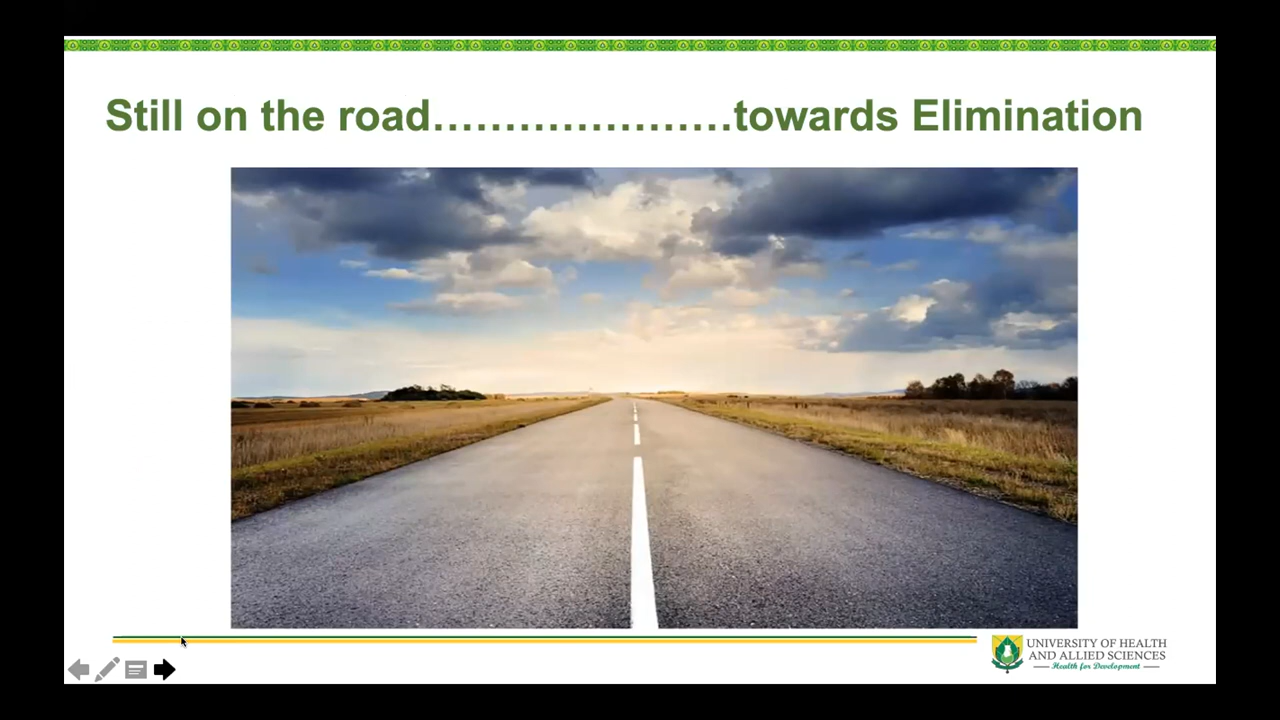 Still on the road.....................towards Elimination
UNIVERSITY OF HEALTH
AND ALLIED SCIENCES
Health for Development